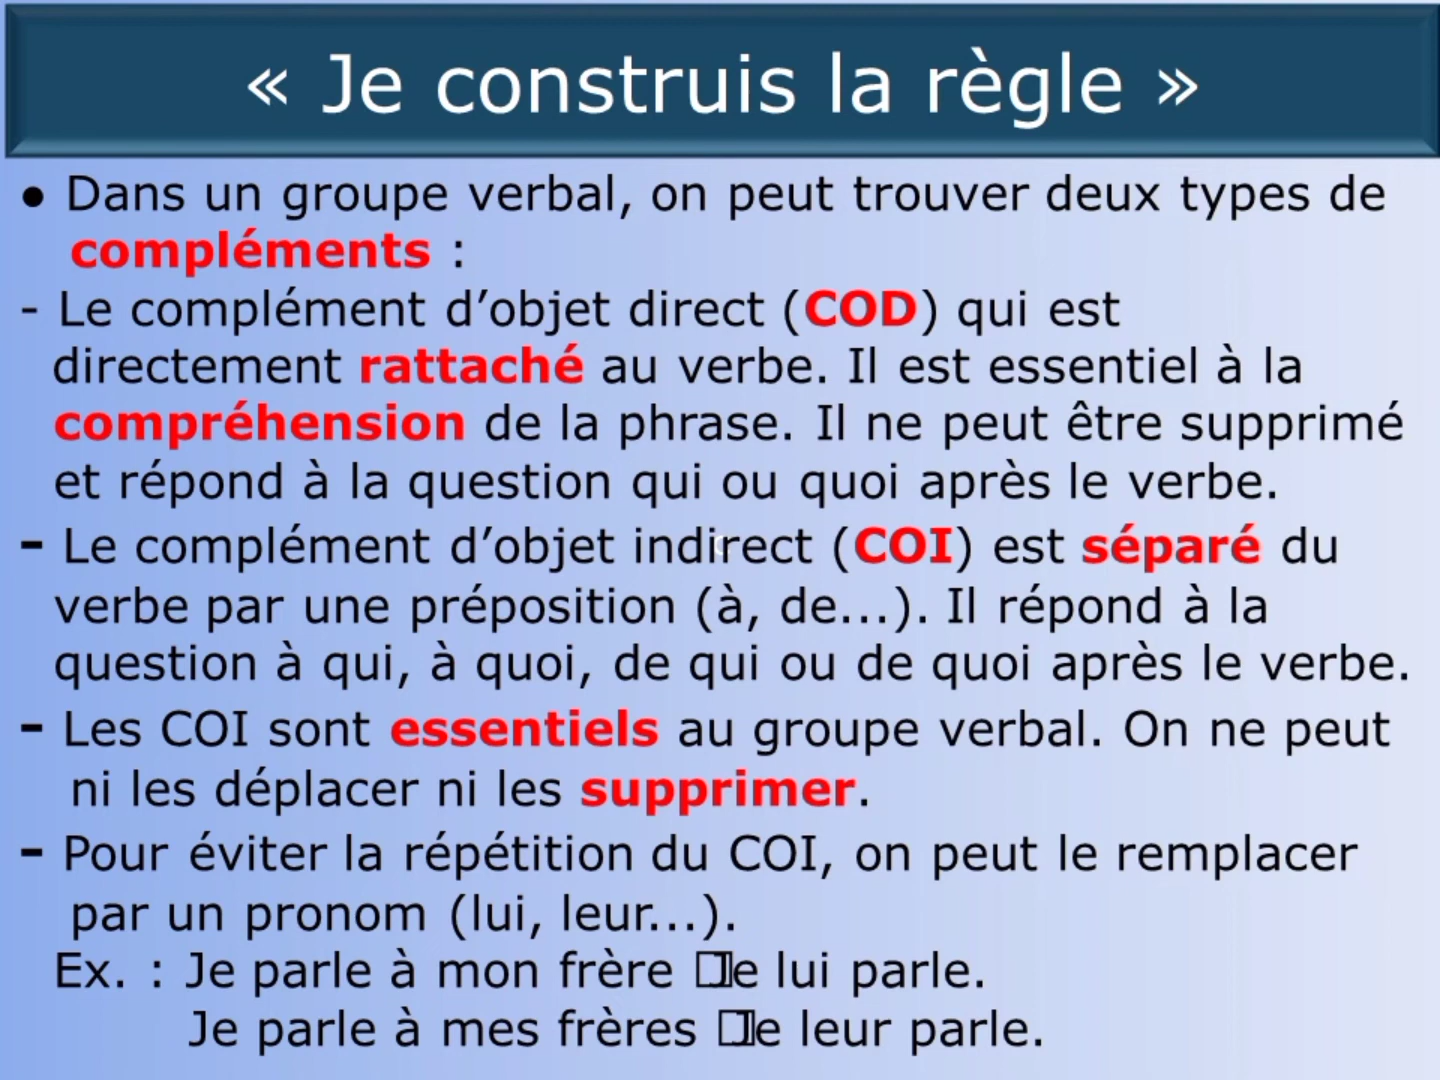 « Je construis la règle »
● Dans un groupe verbal, on peut trouver deux types de
compléments :
- Le complément d’objet direct (COD) qui est
directement rattaché au verbe. Il est essentiel à la
compréhension de la phrase. Il ne peut être supprimé
et répond à la question qui ou quoi après le verbe.
- Le complément d’objet indirect (COI) est séparé du
verbe par une préposition (à, de...). Il répond à la
question à qui, à quoi, de qui ou de quoi après le verbe.
- Les COI sont essentiels au groupe verbal. On ne peut
ni les déplacer ni les supprimer.
- Pour éviter la répétition du COI, on peut le remplacer
par un pronom (lui, leur...).
Ex. : Je parle à mon frère □Je lui parle.
Je parle à mes frères □Je leur parle.